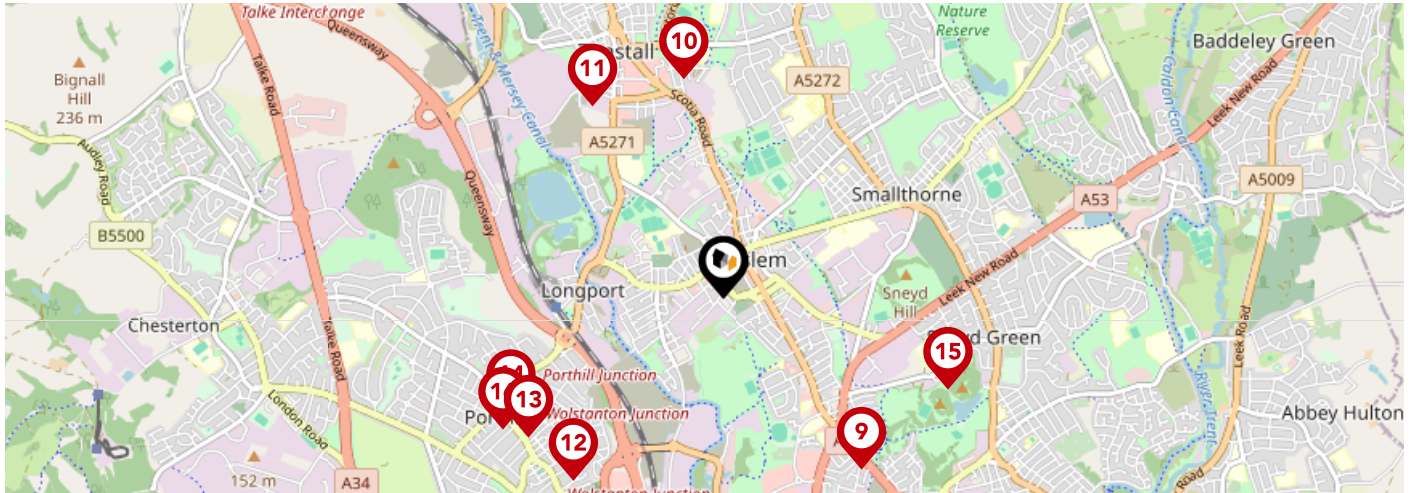 Talke Interchange
Queensway
Talke Road
Trent & Mersey Canal
Nature
Reserve
Baddeley Green
Bignall
Hill
236 m
11
10
A5272
Scotia Road
Caldon Canal
Leek New Road
Audley Road
A5271
Queensway
Smallthorne
A53
A5009
B5500
Longport
Sneyd
Hill
Leek New Road
Chesterton
Talke Road
15
Green
Leek Road
Porthill Junction
13
Wolstanton Junction
London Road
12
9
River Trent
Abbey Hulton
152 m
A34
Wolstanton Junction
Road